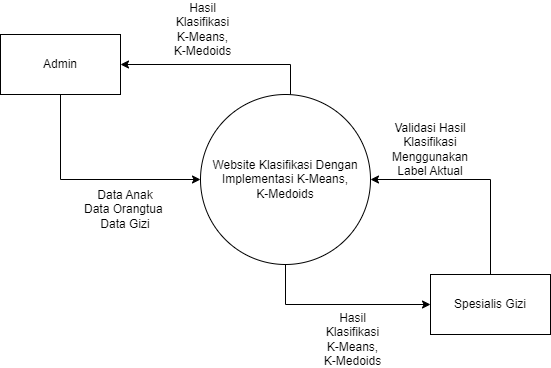 Hasil
Klasifikasi
K-Means,
K-Medoids
Admin
Validasi Hasil
Klasifikasi
Menggunakan
Label Aktual
Website Klasifikasi Dengan
Implementasi K-Means,
K-Medoids
Data Anak
Data Orangtua
Data Gizi
Spesialis Gizi
Hasil
Klasifikasi
K-Means,
K-Medoids